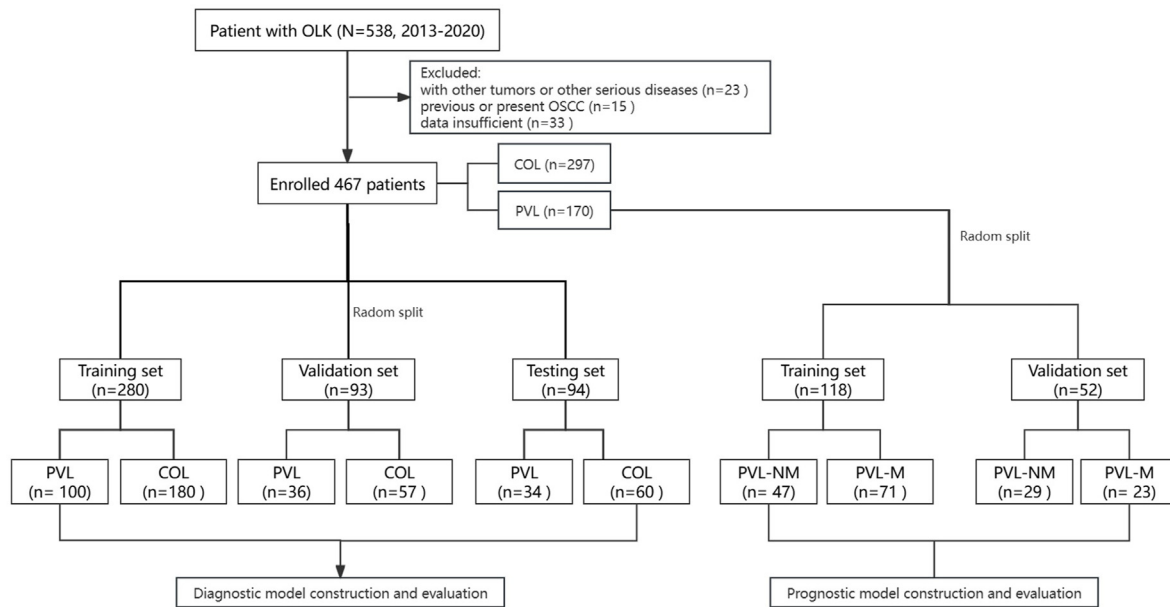 Patient with OLK (N=538, 2013-2020)
Excluded:
with other tumors or other serious diseases (n=23 )
previous or present OSCC (n=15 )
data insufficient (n=33 )
Enrolled 467 patients
COL (n=297)
PVL (n=170)
Radom split
Radom split
Training set
(n=280)
Validation set
(n=93)
Testing set
(n=94)
Training set
(n=118)
Validation set
(n=52)
PVL
(n= 100)
COL
(n=180 )
PVL
(n=36)
COL
(n=57 )
PVL
(n=34 )
COL
(n=60 )
PVL-NM
(n= 47)
PVL-M
(n=71 )
PVL-NM
(n=29 )
PVL-M
(n= 23)
Diagnostic model construction and evaluation
Prognostic model construction and evaluation